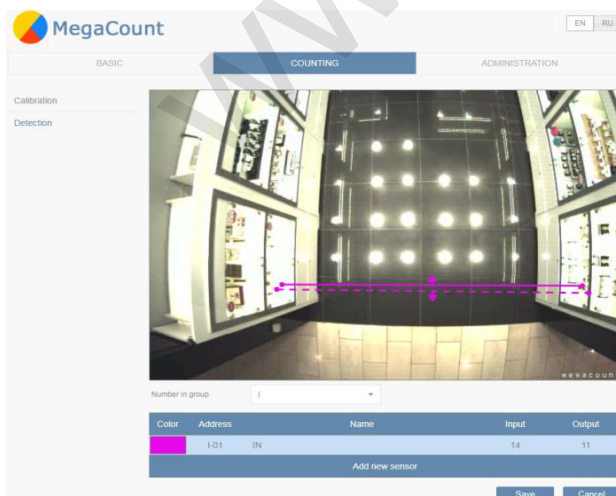 MegaCount
EN RU
BASIC COUNTING ADMINISTRATION
Calibration
Detection
megacount
Number in group 1
Color Address Name Input Output
I-01 IN 14 11
Add new sensor
Save Cancel